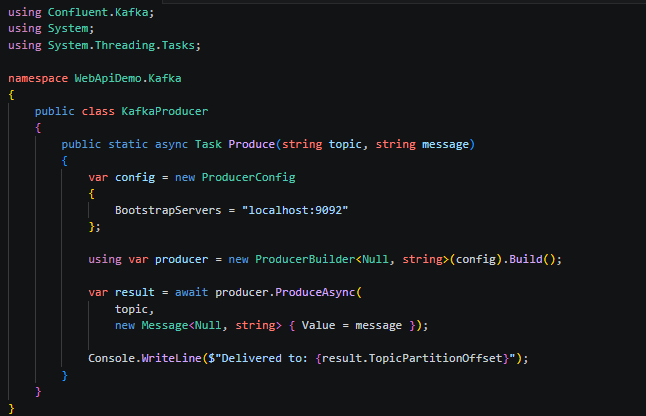 using Confluent.Kafka;
using System;
using System.Threading.Tasks;

namespace WebApiDemo.Kafka
{
    public class KafkaProducer
    {
        public static async Task Produce(string topic, string message)
        {
            var config = new ProducerConfig
            {
                BootstrapServers = "localhost:9092"
            };

            using var producer = new ProducerBuilder<Null, string>(config).Build();

            var result = await producer.ProduceAsync(
                topic,
                new Message<Null, string> { Value = message });

            Console.WriteLine($"Delivered to: {result.TopicPartitionOffset}");
        }
    }
}